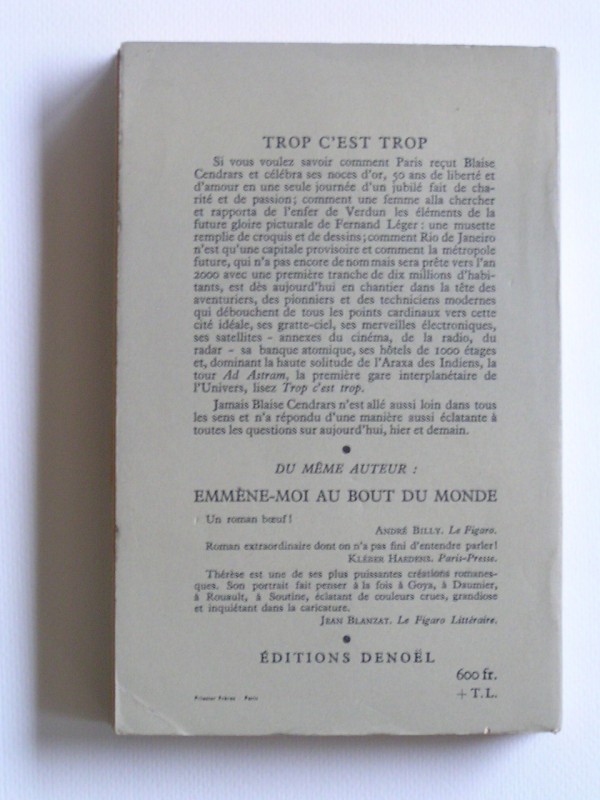 TROP C'EST TROP
Si vous voulez savoir comment Paris reçut Blaise
Cendrars et célébra ses noces d'or, 50 ans de liberté et
d'amour en une seule journée d'un jubilé fait de cha-
rité et de passion; comment une femme alla chercher
et rapporta de l'enfer de Verdun les éléments de la
future gloire picturale de Fernand Léger : une musette
remplie de croquis et de dessins; comment Rio de Janeiro
n'est qu'une capitale provisoire et comment la métropole
future, qui n'a pas encore de nom mais sera prête vers l'an
2000 avec une première tranche de dix millions d'habi-
tants, est dès aujourd'hui en chantier dans la tête des
aventuriers, des pionniers et des techniciens modernes
qui débouchent de tous les points cardinaux vers cette
cité idéale, ses gratte-ciel, ses merveilles électroniques,
ses satellites - annexes du cinéma, de la radio, du
radar - sa banque atomique, ses hôtels de 1000 étages
et, dominant la haute solitude de l'Araxa des Indiens, la
tour Ad Astram, la première gare interplanétaire de
l'Univers, lisez Trop c'est trop.
Jamais Blaise Cendrars n'est allé aussi loin dans tous
les sens et n'a répondu d'une manière aussi éclatante à
toutes les questions sur aujourd'hui, hier et demain.
DU MÊME AUTEUR :
EMMÈNE-MOI AU BOUT DU MONDE
Un roman bœuf!
ANDRÉ BILLY. Le Figaro.
Roman extraordinaire dont on n'a pas fini d'entendre parler!
KLÉBER HAEDENS. Paris-Presse.
Thérèse est une de ses plus puissantes créations romanes-
ques. Son portrait fait penser à la fois à Goya, à Daumier,
à Rouault, à Soutine, éclatant de couleurs crues, grandiose
et inquiétant dans la caricature.
JEAN BLANZAT. Le Figaro Littéraire.
ÉDITIONS DENOËL
600 fr.
+ T.L.
Frères - Paris